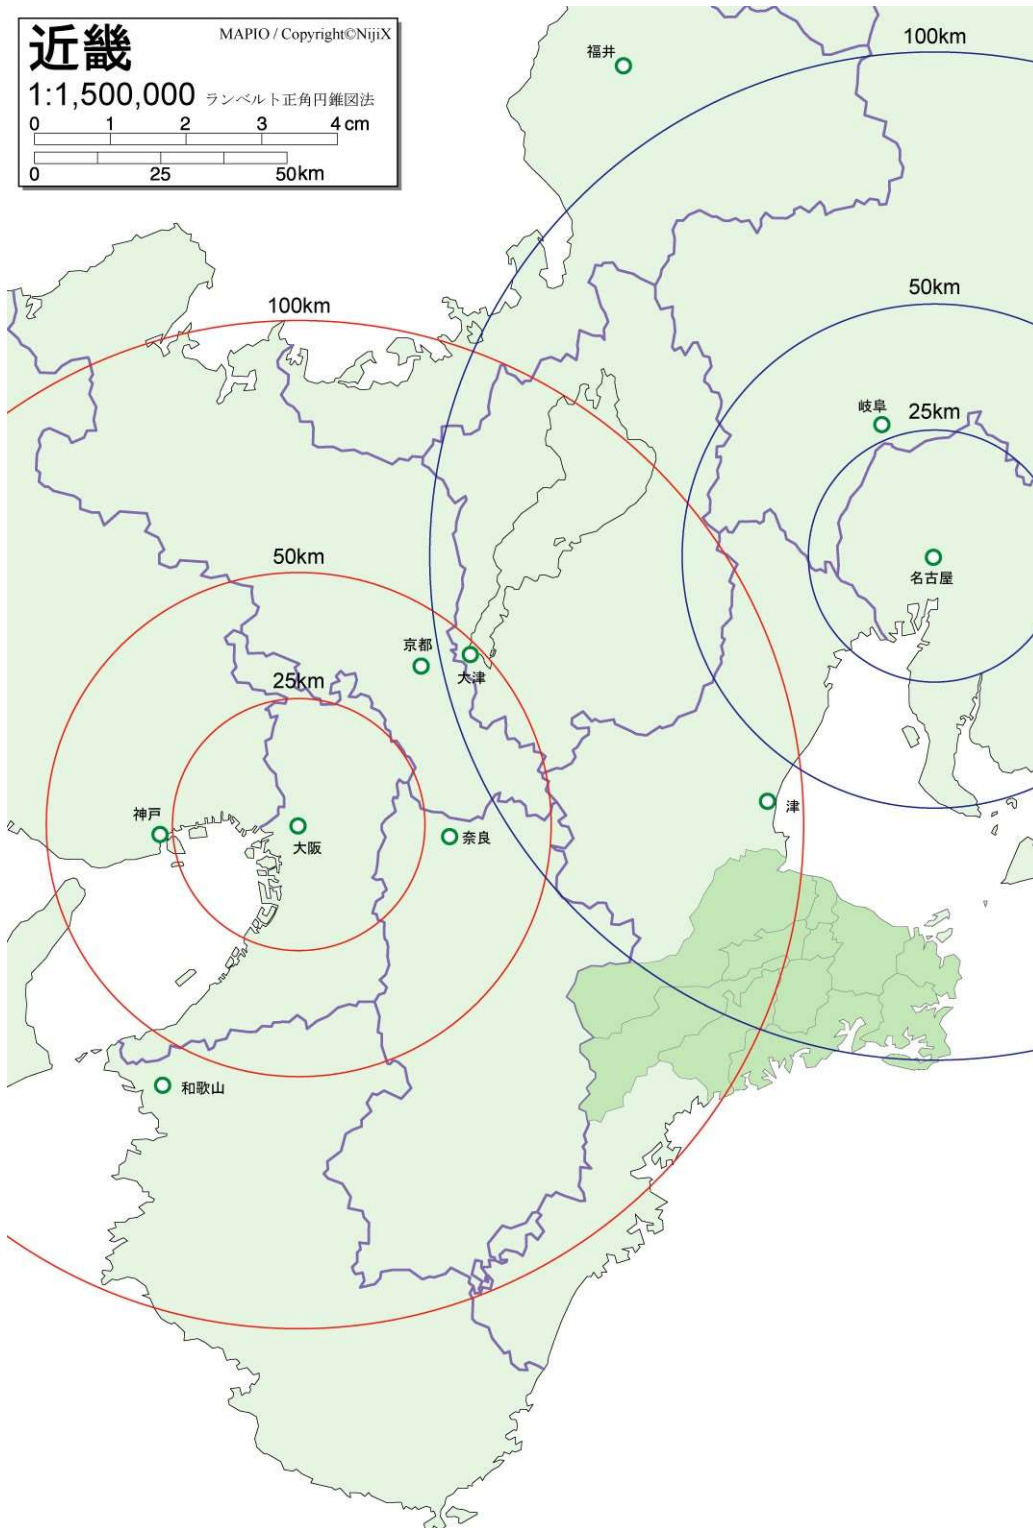 近畿
MAPIO / Copyright©NijiX
1:1,500,000 ランベルト正角円錐図法
0 1 2 3 4 cm
0 25 50km
福井
100km
50km
100km
岐阜
25km
50km
名古屋
京都
大津
25km
神戸
大阪
奈良
津
和歌山